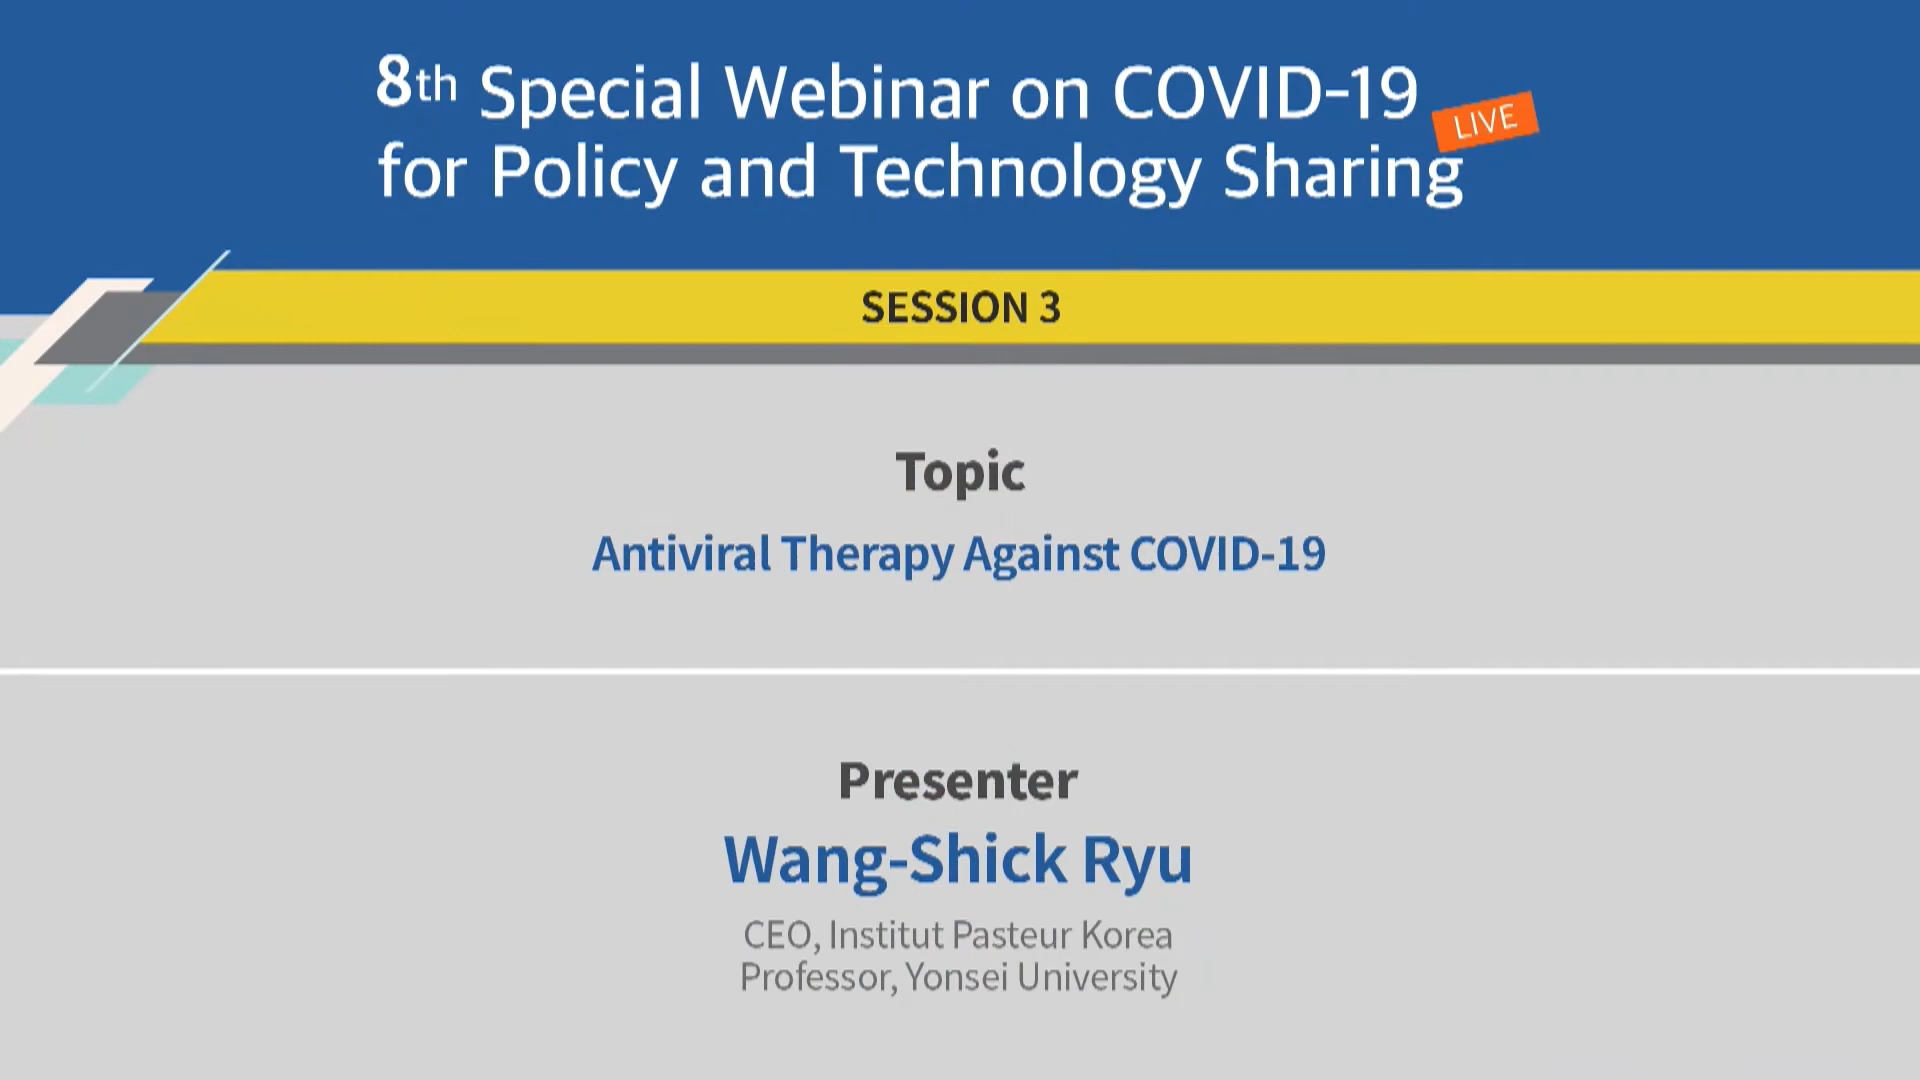 8th Special Webinar on COVID-19
LIVE
for Policy and Technology Sharing
SESSION 3
Topic
Antiviral Therapy Against COVID-19
Presenter
Wang-Shick Ryu
CEO, Institut Pasteur Korea
Professor, Yonsei University